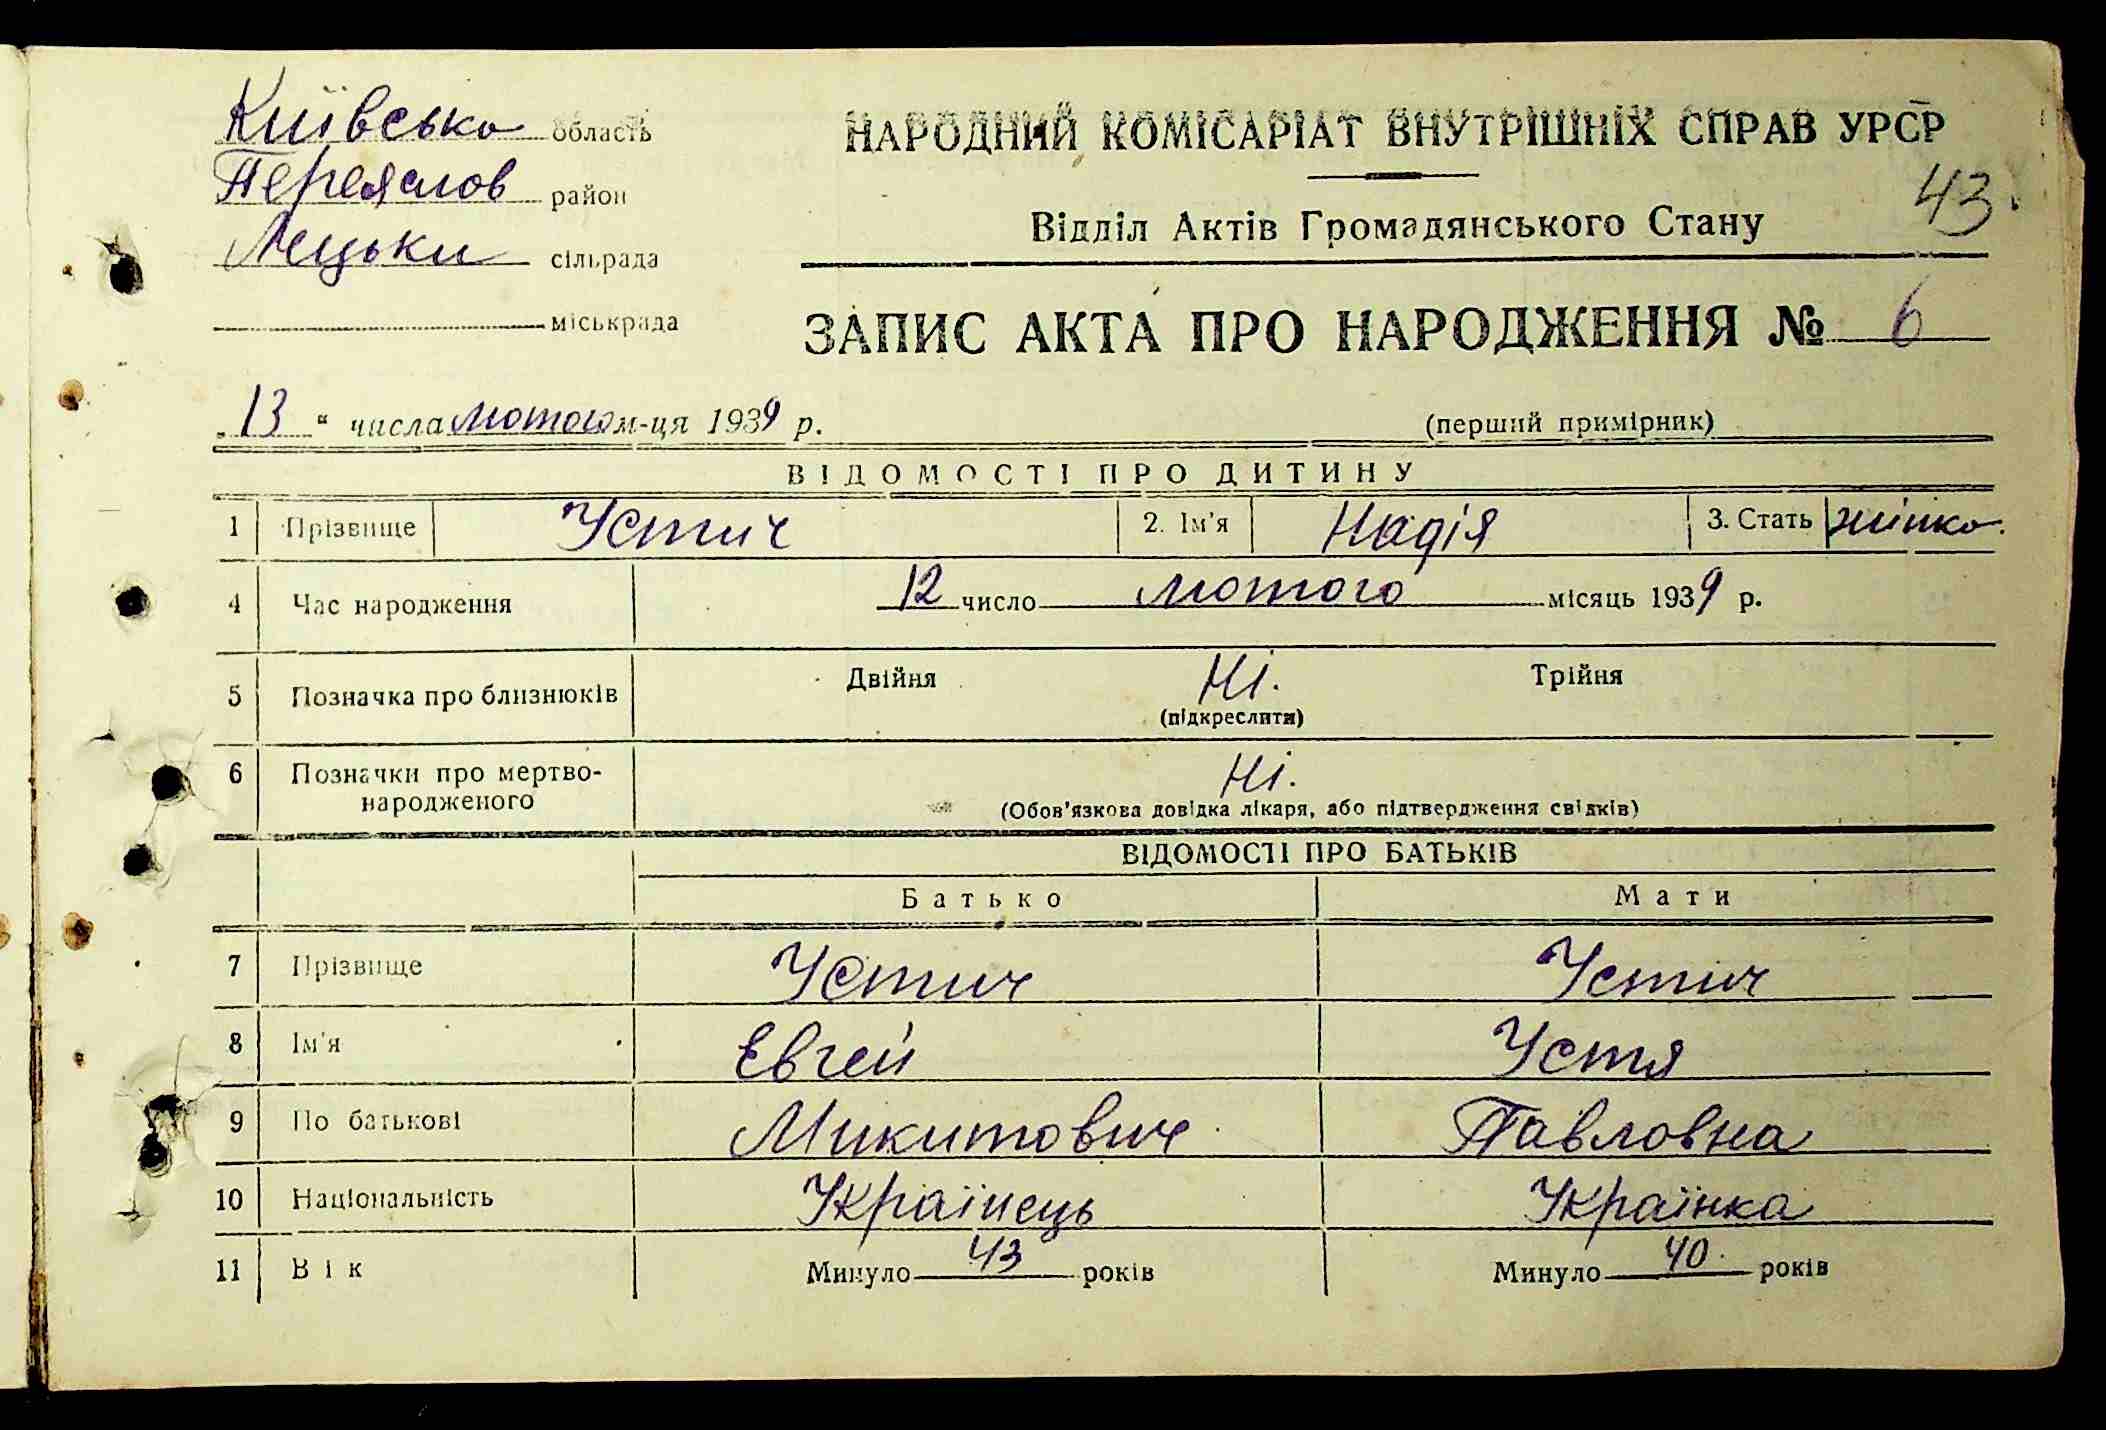 Київсько область
Переяслов район
Лецьки сільрада
міськрада
НАРОДНИЙ КОМІСАРІАТ ВНУТРІШНІХ СПРАВ УРСР
43.
Відділ Актів Громадянського Стану
ЗАПИС АКТА ПРО НАРОДЖЕННЯ № 6
„13“ числа лютого м-ця 1939 р.
(перший примірник)
ВІДОМОСТІ ПРО ДИТИНУ
1 Прізвище Устич 2. Ім'я Надія 3. Стать жінко.
4 Час народження 12 число лютого місяць 1939 р.
5 Позначка про близнюків Двійня Ні. Трійня
(підкреслити)
6 Позначки про мертво-
народженого Ні.
(Обов'язкова довідка лікаря, або підтвердження свідків)
ВІДОМОСТІ ПРО БАТЬКІВ
Батько Мати
7 Прізвище Устич Устич
8 Ім'я Евгей Устя
9 По батькові Микитович Павловна
10 Національність Українець Українка
11 Вік Минуло 43 років Минуло 40. років